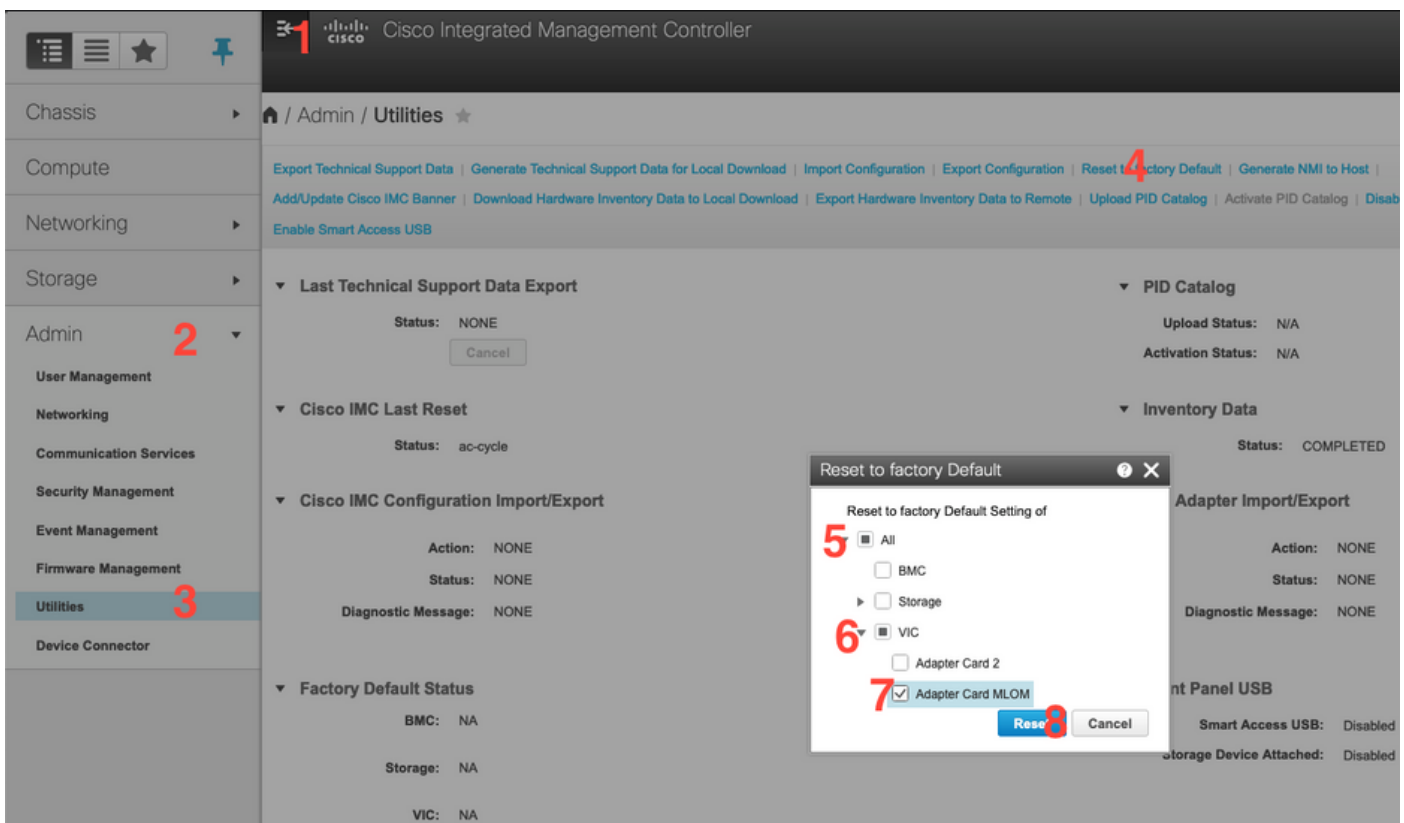 1
cisco
Cisco Integrated Management Controller
Chassis
Compute
Networking
Storage
Admin
2
User Management
Networking
Communication Services
Security Management
Event Management
Firmware Management
Utilities
3
Device Connector
/ Admin / Utilities
Export Technical Support Data | Generate Technical Support Data for Local Download | Import Configuration | Export Configuration | Reset to factory Default | Generate NMI to Host |
4
Add/Update Cisco IMC Banner | Download Hardware Inventory Data to Local Download | Export Hardware Inventory Data to Remote | Upload PID Catalog | Activate PID Catalog | Disab
Enable Smart Access USB
Last Technical Support Data Export
Status: NONE
Cancel
PID Catalog
Upload Status: N/A
Activation Status: N/A
Cisco IMC Last Reset
Status: ac-cycle
Inventory Data
Status: COMPLETED
Cisco IMC Configuration Import/Export
Action: NONE
Status: NONE
Diagnostic Message: NONE
Adapter Import/Export
Action: NONE
Status: NONE
Diagnostic Message: NONE
Factory Default Status
BMC: NA
Storage: NA
VIC: NA
nt Panel USB
Smart Access USB: Disabled
Storage Device Attached: Disabled
Reset to factory Default
Reset to factory Default Setting of
5
All
BMC
Storage
6
VIC
Adapter Card 2
7
Adapter Card MLOM
Reset
8
Cancel